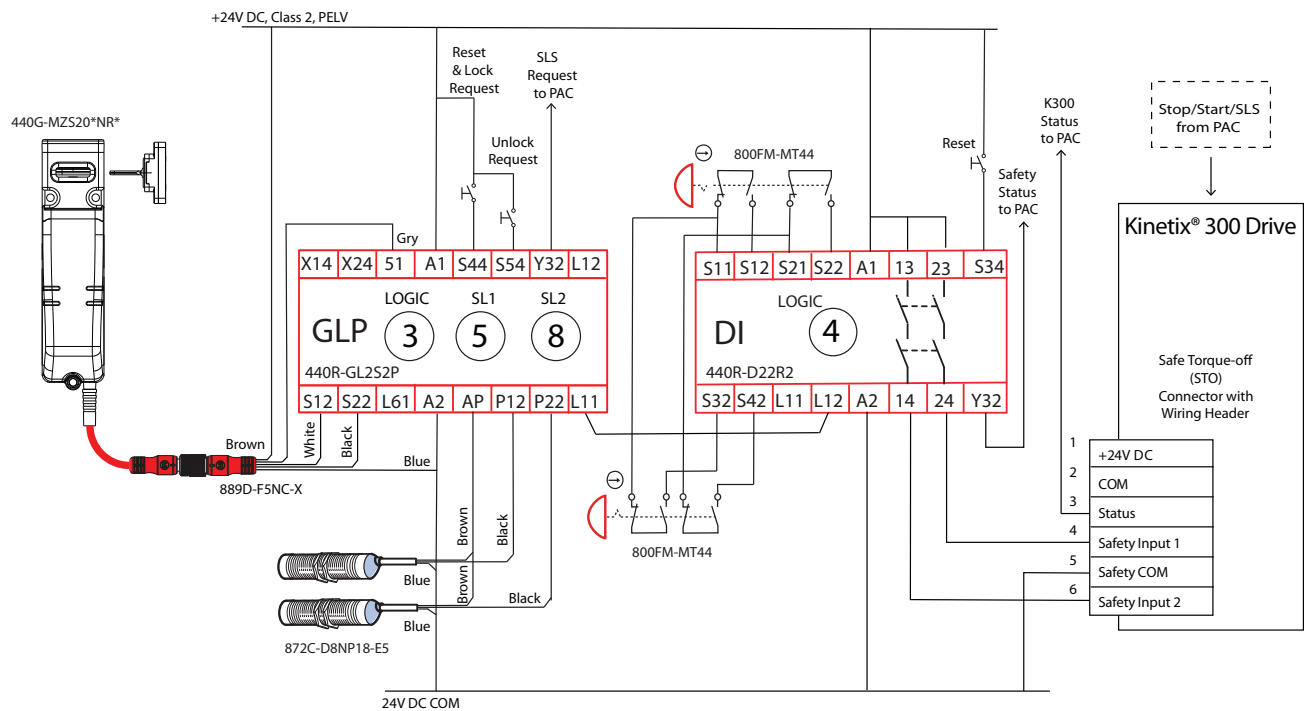 +24V DC, Class 2, PELV
Reset
& Lock
Request
SLS
Request
to PAC
Unlock
Request
440G-MZS20*NR*
800FM-MT44
Reset
Safety
Status
to PAC
K300
Status
to PAC
Stop/Start/SLS
from PAC
Kinetix® 300 Drive
Gry
X14 X24 51 A1 S44 S54 Y32 L12
LOGIC SL1 SL2
GLP 3 5 8
440R-GL2S2P
S12 S22 L61 A2 AP P12 P22 L11
S11 S12 S21 S22 A1 13 23 S34
LOGIC
DI 4
440R-D22R2
S32 S42 L11 L12 A2 14 24 Y32
Safe Torque-off
(STO)
Connector with
Wiring Header
Brown
White
Black
Blue
889D-F5NC-X
Brown
Black
Blue
Brown
Black
Blue
872C-D8NP18-E5
800FM-MT44
1 +24V DC
2 COM
3 Status
4 Safety Input 1
5 Safety COM
6 Safety Input 2
24V DC COM